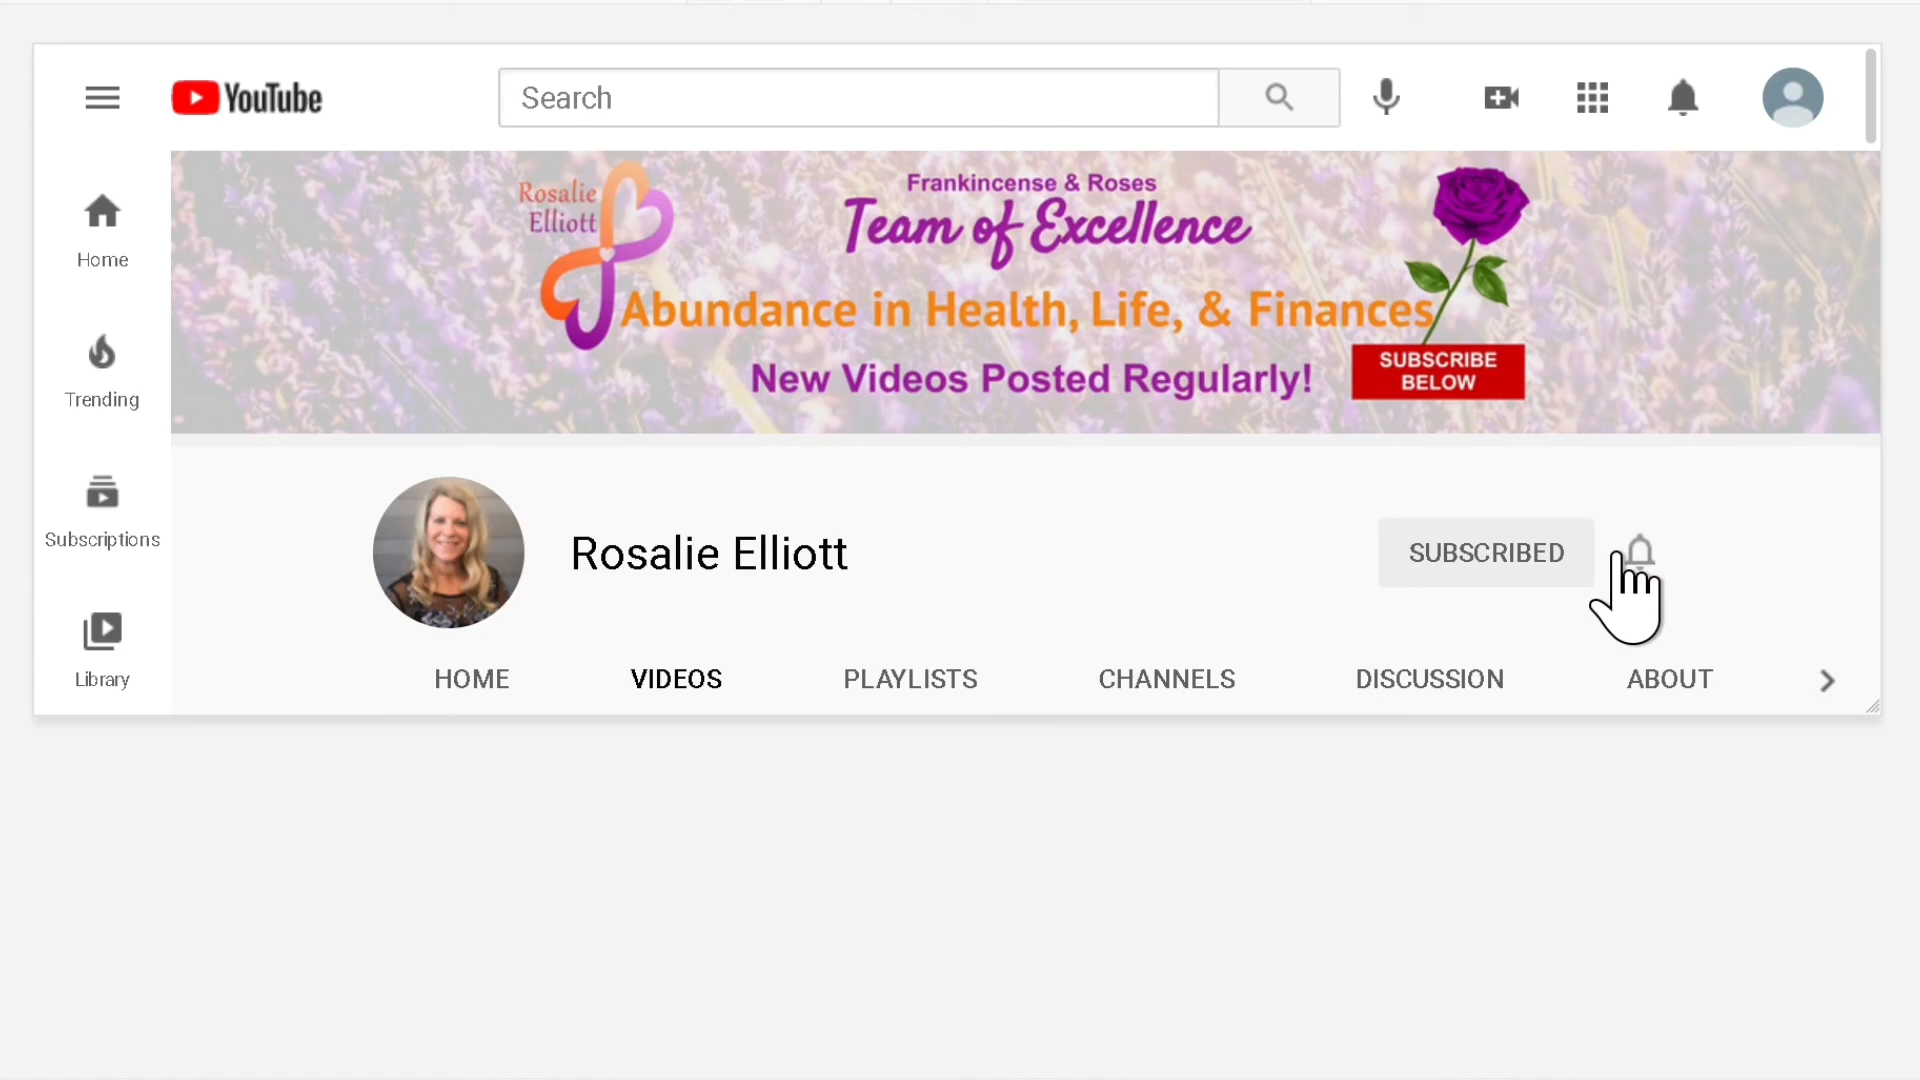 YouTube
Search
Home
Trending
Subscriptions
Library
Rosalie
Elliott
Frankincense & Roses
Team of Excellence
Abundance in Health, Life, & Finances
New Videos Posted Regularly!
SUBSCRIBE
BELOW
Rosalie Elliott
SUBSCRIBED
HOME VIDEOS PLAYLISTS CHANNELS DISCUSSION ABOUT